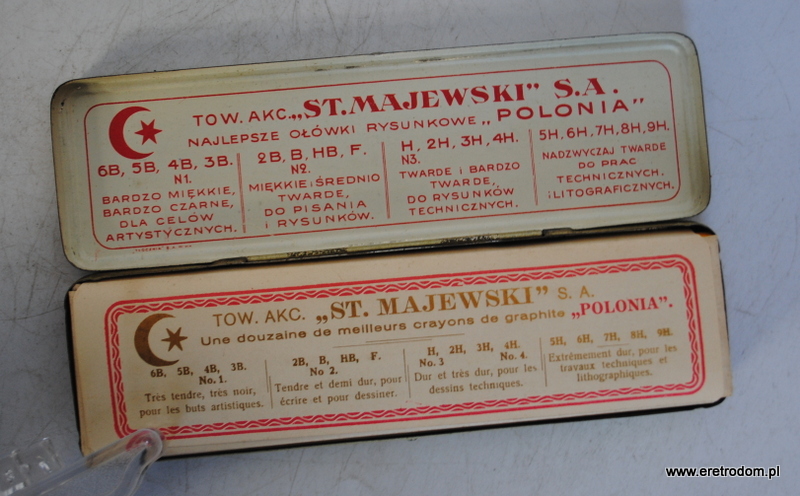 TOW. AKC. „ST. MAJEWSKI" S.A.
NAJLEPSZE OŁÓWKI RYSUNKOWE „POLONIA"
6B, 5B, 4B, 3B.
N1.
BARDZO MIĘKKIE,
BARDZO CZARNE,
DLA CELÓW
ARTYSTYCZNYCH.
2B, B, HB, F.
N2.
MIĘKKIE I ŚREDNIO
TWARDE,
DO PISANIA
I RYSUNKÓW.
H, 2H, 3H, 4H.
N3.
TWARDE I BARDZO
TWARDE,
DO RYSUNKÓW
TECHNICZNYCH.
5H, 6H, 7H, 8H, 9H.
NADZWYCZAJ TWARDE
DO PRAC
TECHNICZNYCH.
I LITOGRAFICZNYCH.
TOW. AKC. „ST. MAJEWSKI" S. A.
Une douzaine de meilleurs crayons de graphite „POLONIA".
6B, 5B, 4B, 3B.
No. 1.
Très tendre, très noir,
pour les buts artistiques.
2B, B, HB, F.
No 2.
Tendre et demi dur, pour
écrire et pour dessiner.
H, 2H, 3H, 4H.
No. 3 No. 4.
Dur et très dur, pour les
dessins techniques.
5H, 6H, 7H, 8H, 9H.
Extrêmement dur, pour les
travaux techniques et
lithographiques.
www.eretrodom.pl